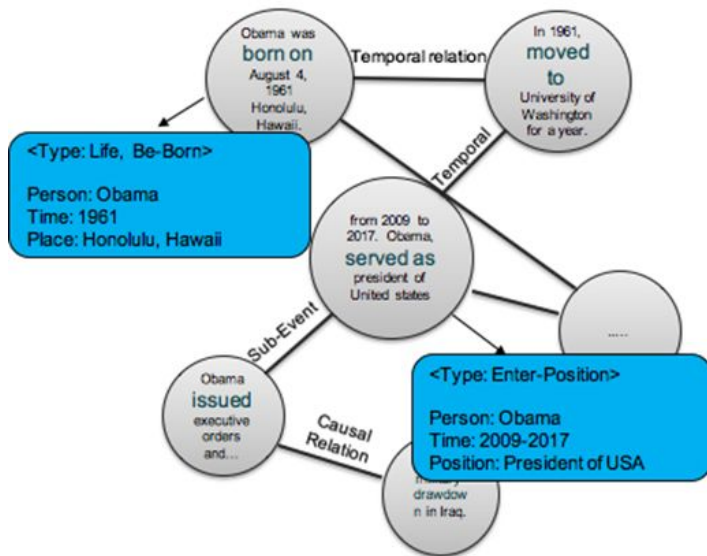 Obama was
born on
August 4,
1961
Honolulu,
Hawaii.
Temporal relation
In 1961,
moved
to
University of
Washington
for a year.
<Type: Life, Be-Born>
Person: Obama
Time: 1961
Place: Honolulu, Hawaii
Temporal
from 2009 to
2017. Obama,
served as
president of
United states
.....
Sub-Event
<Type: Enter-Position>
Person: Obama
Time: 2009-2017
Position: President of USA
Obama
issued
executive
orders
and...
Causal
Relation
drawdow
n in Iraq.